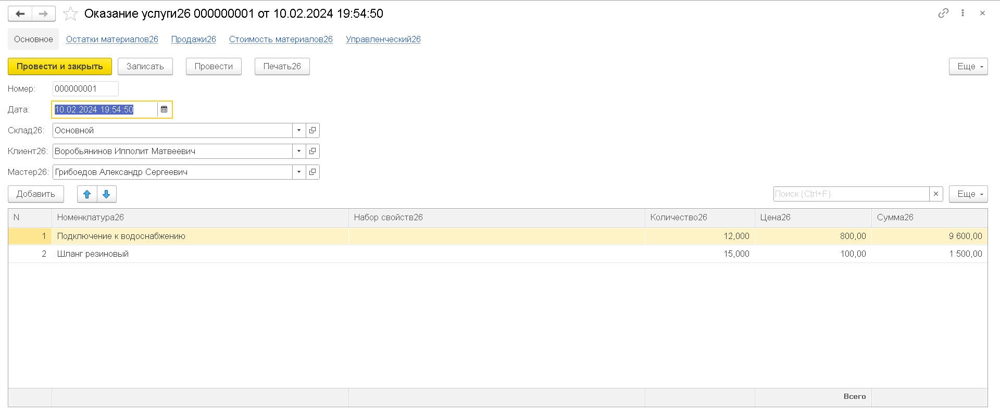 Оказание услуги26 000000001 от 10.02.2024 19:54:50
Основное Остатки материалов26 Продажи26 Стоимость материалов26 Управленческий26
Провести и закрыть Записать Провести Печать26 Еще
Номер: 000000001
Дата: 10.02.2024 19:54:50
Склад26: Основной
Клиент26: Воробьянинов Ипполит Матвеевич
Мастер26: Грибоедов Александр Сергеевич
Добавить Поиск (Ctrl+F) Еще
N Номенклатура26 Набор свойств26 Количество26 Цена26 Сумма26
1 Подключение к водоснабжению 12,000 800,00 9 600,00
2 Шланг резиновый 15,000 100,00 1 500,00
Всего